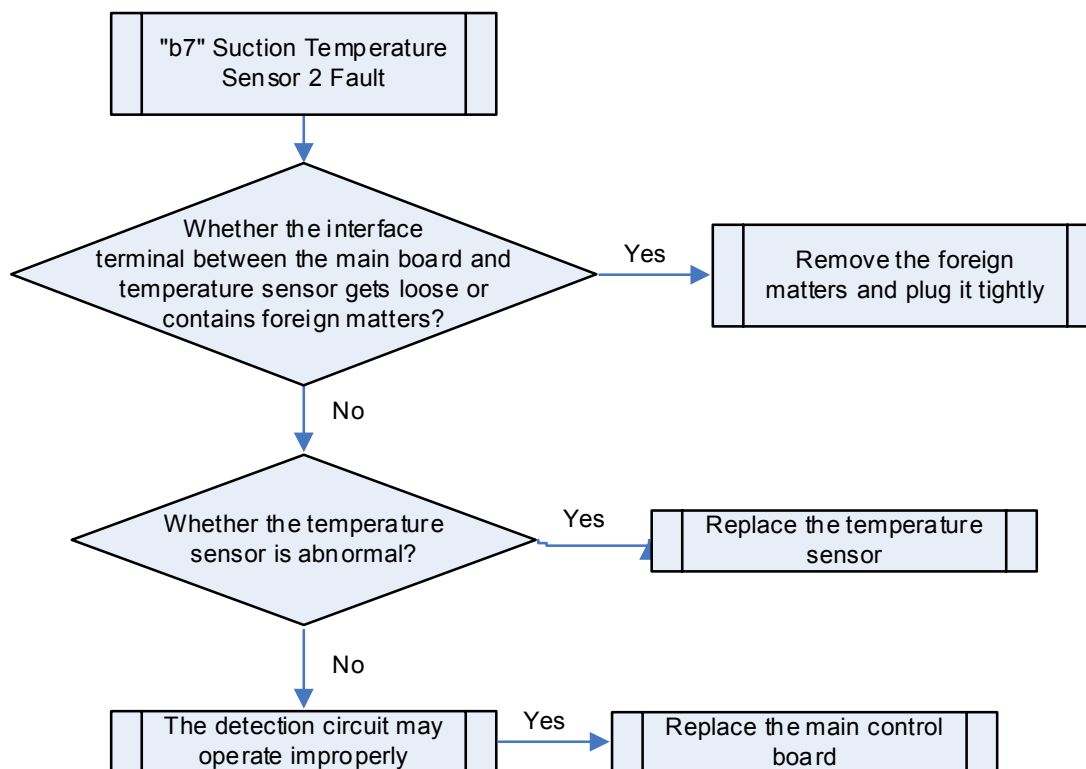 "b7" Suction Temperature
Sensor 2 Fault
Whether the interface
terminal between the main board and
temperature sensor gets loose or
contains foreign matters?
Yes
Remove the foreign
matters and plug it tightly
No
Whether the temperature
sensor is abnormal?
Yes
Replace the temperature
sensor
No
The detection circuit may
operate improperly
Yes
Replace the main control
board